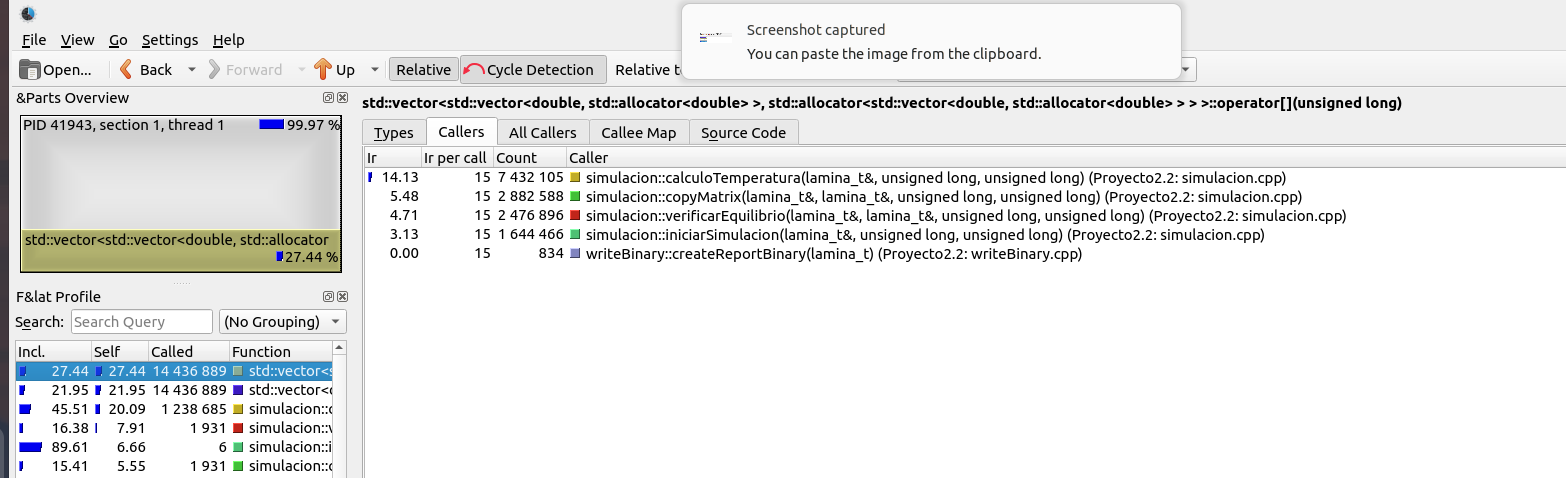 Screenshot captured
You can paste the image from the clipboard.
File View Go Settings Help
Open... Back Forward Up Relative Cycle Detection Relative t
&Parts Overview
PID 41943, section 1, thread 1 99.97 %
std::vector<std::vector<double, std::allocator
27.44 %
F&lat Profile
Search: Search Query (No Grouping)
Incl. Self Called Function
27.44 27.44 14 436 889 std::vector<s
21.95 21.95 14 436 889 std::vector<d
45.51 20.09 1 238 685 simulacion::c
16.38 7.91 1 931 simulacion::v
89.61 6.66 6 simulacion::i
15.41 5.55 1 931 simulacion::c
std::vector<std::vector<double, std::allocator<double> >, std::allocator<std::vector<double, std::allocator<double> > > >::operator[](unsigned long)
Types Callers All Callers Callee Map Source Code
Ir Ir per call Count Caller
14.13 15 7 432 105 simulacion::calculoTemperatura(lamina_t&, unsigned long, unsigned long) (Proyecto2.2: simulacion.cpp)
5.48 15 2 882 588 simulacion::copyMatrix(lamina_t&, lamina_t&, unsigned long, unsigned long) (Proyecto2.2: simulacion.cpp)
4.71 15 2 476 896 simulacion::verificarEquilibrio(lamina_t&, lamina_t&, unsigned long, unsigned long) (Proyecto2.2: simulacion.cpp)
3.13 15 1 644 466 simulacion::iniciarSimulacion(lamina_t&, unsigned long, unsigned long) (Proyecto2.2: simulacion.cpp)
0.00 15 834 writeBinary::createReportBinary(lamina_t) (Proyecto2.2: writeBinary.cpp)